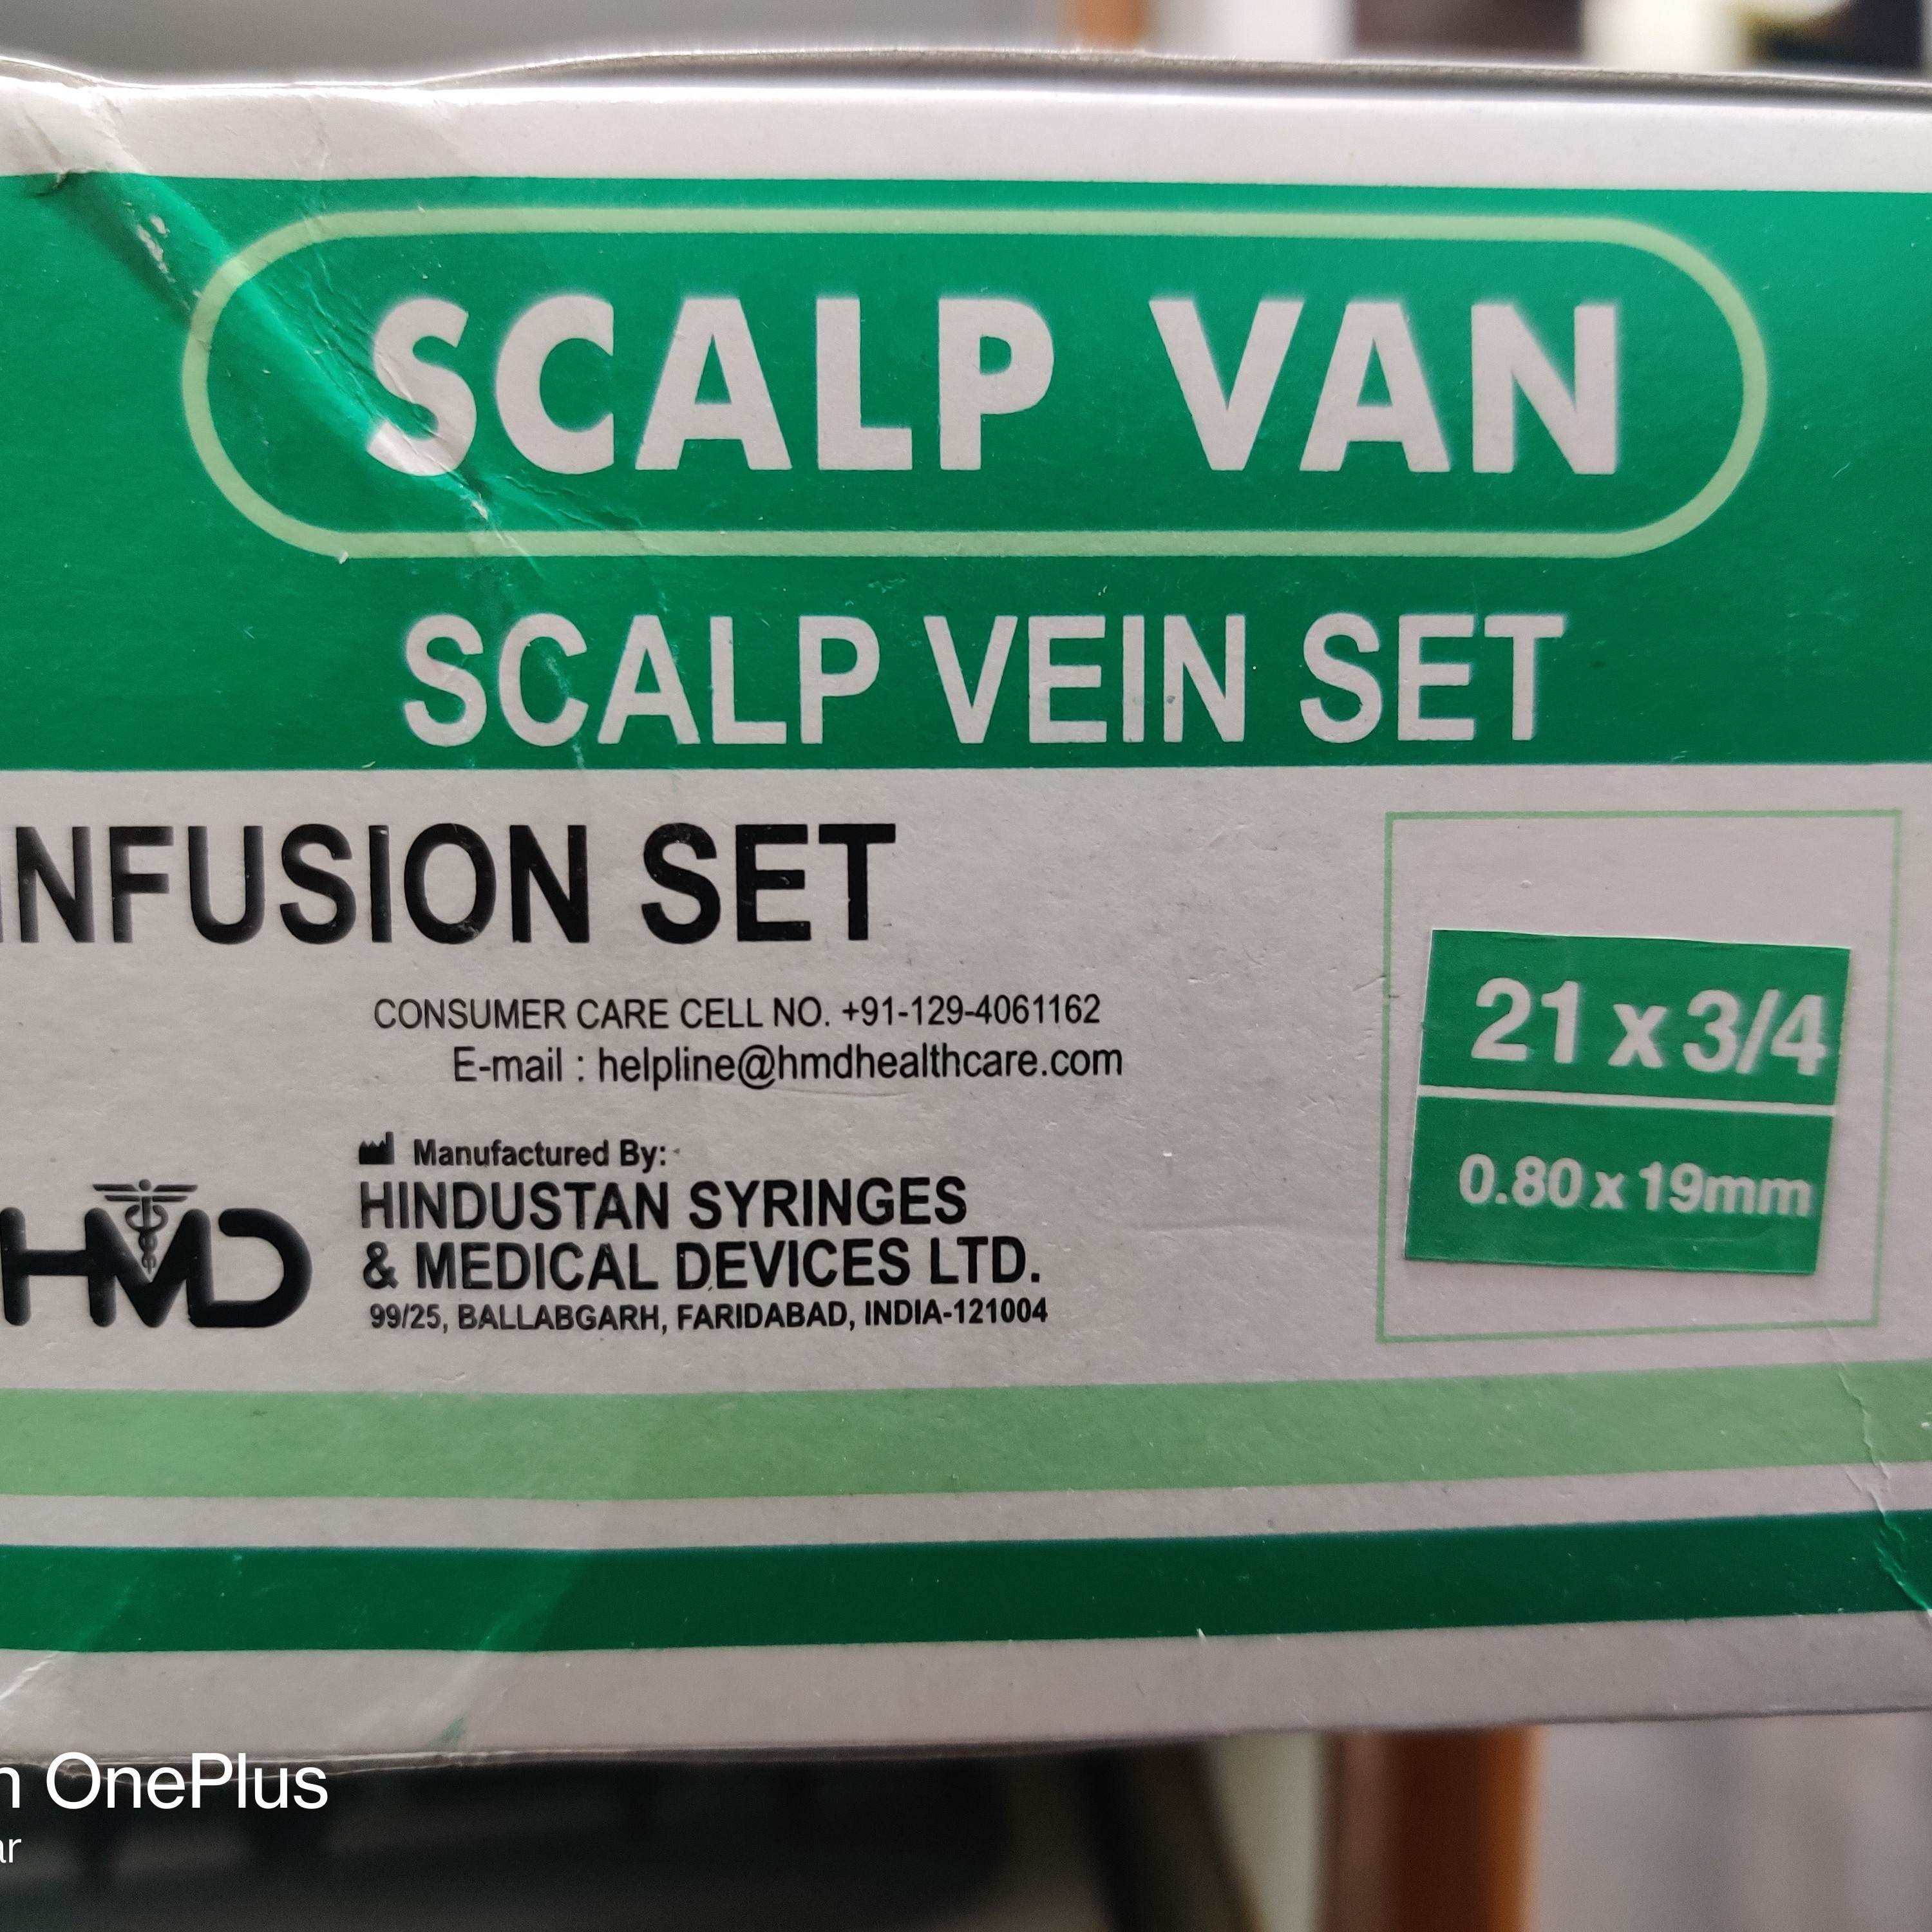 SCALP VAN
SCALP VEIN SET
INFUSION SET
CONSUMER CARE CELL NO. +91-129-4061162
E-mail : helpline@hmdhealthcare.com
HMD
Manufactured By:
HINDUSTAN SYRINGES
& MEDICAL DEVICES LTD.
99/25, BALLABGARH, FARIDABAD, INDIA-121004
21 x 3/4
0.80 x 19mm
OnePlus